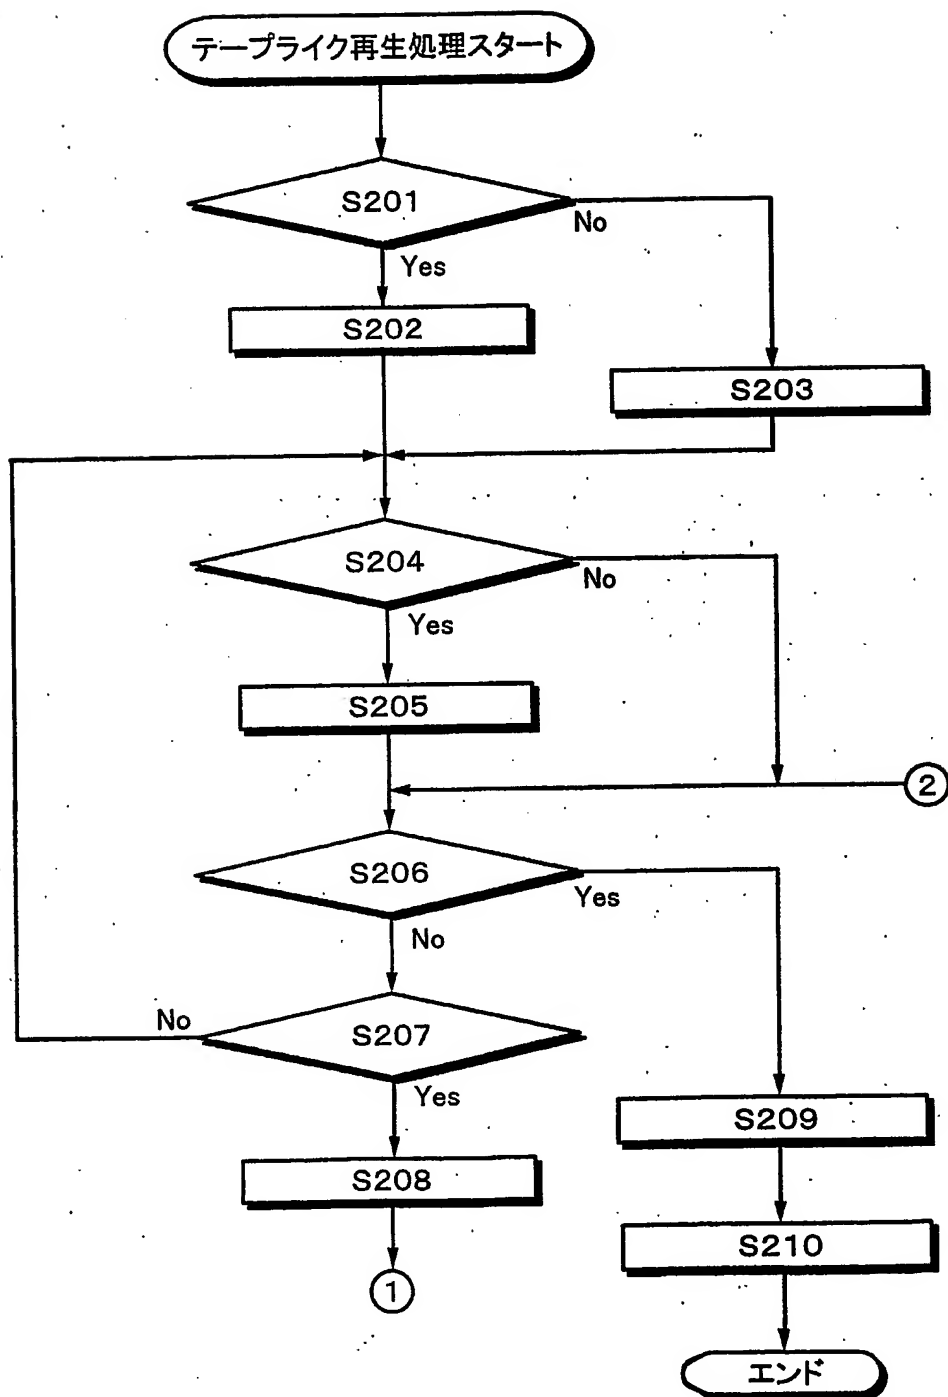 テープライク再生処理スタート
S201
No
Yes
S202
S203
S204
No
Yes
S205
②
S206
Yes
No
No
S207
Yes
S209
S208
S210
①
エンド